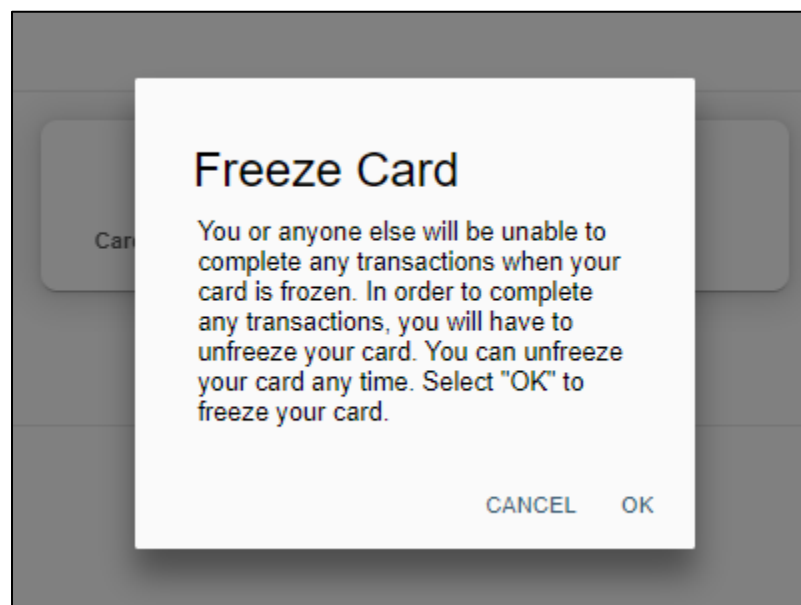 Freeze Card
You or anyone else will be unable to
complete any transactions when your
card is frozen. In order to complete
any transactions, you will have to
unfreeze your card. You can unfreeze
your card any time. Select "OK" to
freeze your card.
CANCEL OK